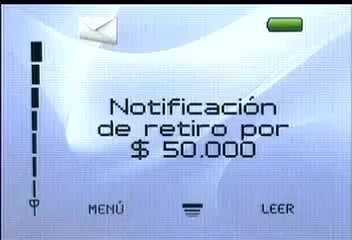 Notificación
de retiro por
$ 50.000
MENÚ LEER